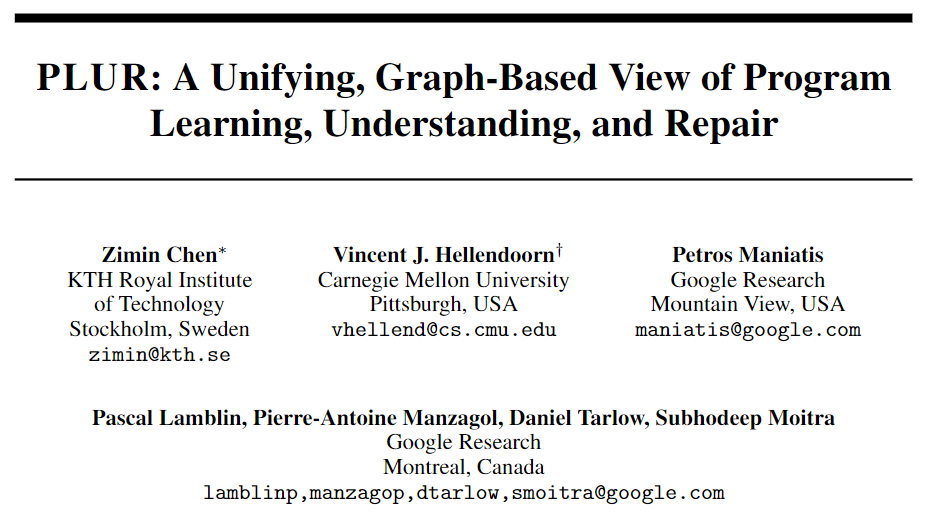 PLUR: A Unifying, Graph-Based View of Program
Learning, Understanding, and Repair
Zimin Chen*
KTH Royal Institute
of Technology
Stockholm, Sweden
zimin@kth.se
Vincent J. Hellendoorn†
Carnegie Mellon University
Pittsburgh, USA
vhellend@cs.cmu.edu
Petros Maniatis
Google Research
Mountain View, USA
maniatis@google.com
Pascal Lamblin, Pierre-Antoine Manzagol, Daniel Tarlow, Subhodeep Moitra
Google Research
Montreal, Canada
lamblinp,manzagop,dtarlow,smoitra@google.com